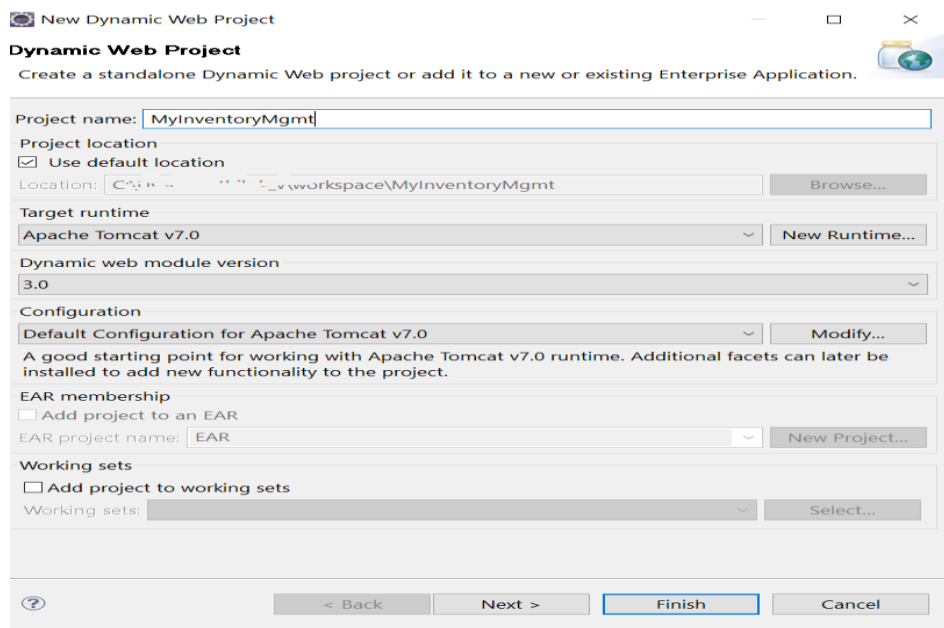 New Dynamic Web Project
Dynamic Web Project
Create a standalone Dynamic Web project or add it to a new or existing Enterprise Application.
Project name: MyInventoryMgmt
Project location
Use default location
Location: \workspace\MyInventoryMgmt Browse...
Target runtime
Apache Tomcat v7.0 New Runtime...
Dynamic web module version
3.0
Configuration
Default Configuration for Apache Tomcat v7.0 Modify...
A good starting point for working with Apache Tomcat v7.0 runtime. Additional facets can later be
installed to add new functionality to the project.
EAR membership
Add project to an EAR
EAR project name: EAR New Project...
Working sets
Add project to working sets
Working sets: Select...
? < Back Next > Finish Cancel